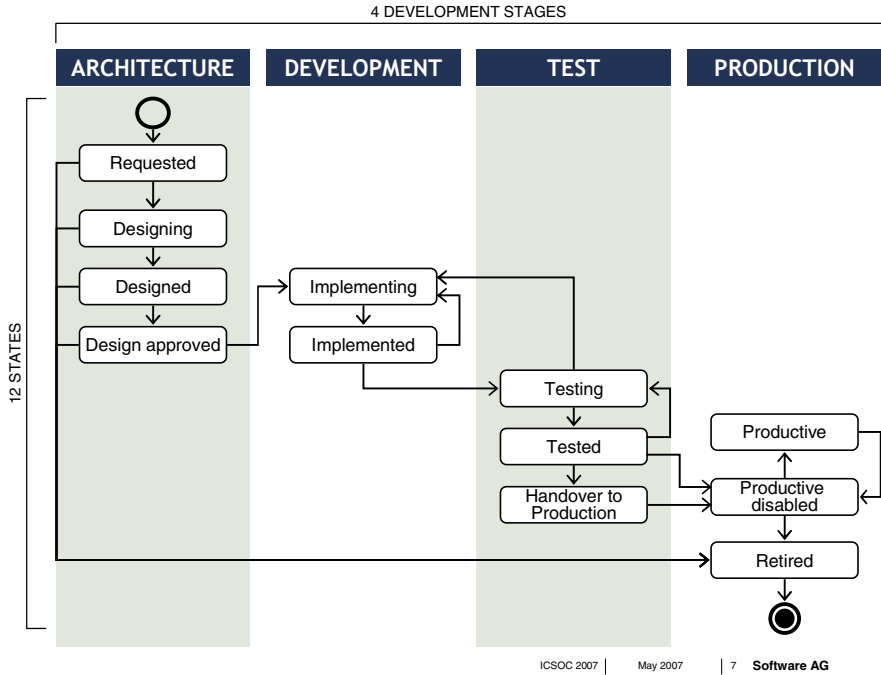 4 DEVELOPMENT STAGES
ARCHITECTURE
DEVELOPMENT
TEST
PRODUCTION
12 STATES
Requested
Designing
Designed
Design approved
Implementing
Implemented
Testing
Tested
Handover to
Production
Productive
Productive
disabled
Retired
ICSOC 2007 | May 2007 | 7 Software AG